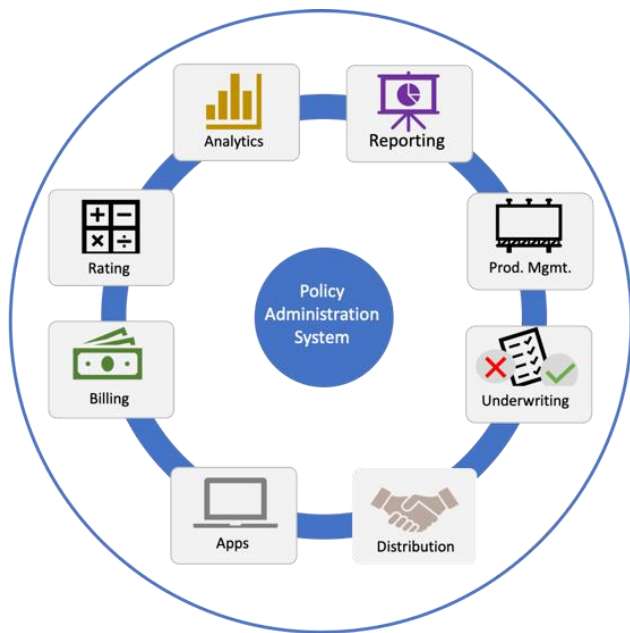 Analytics
Reporting
Rating
Prod. Mgmt.
Policy
Administration
System
Billing
Underwriting
Apps
Distribution